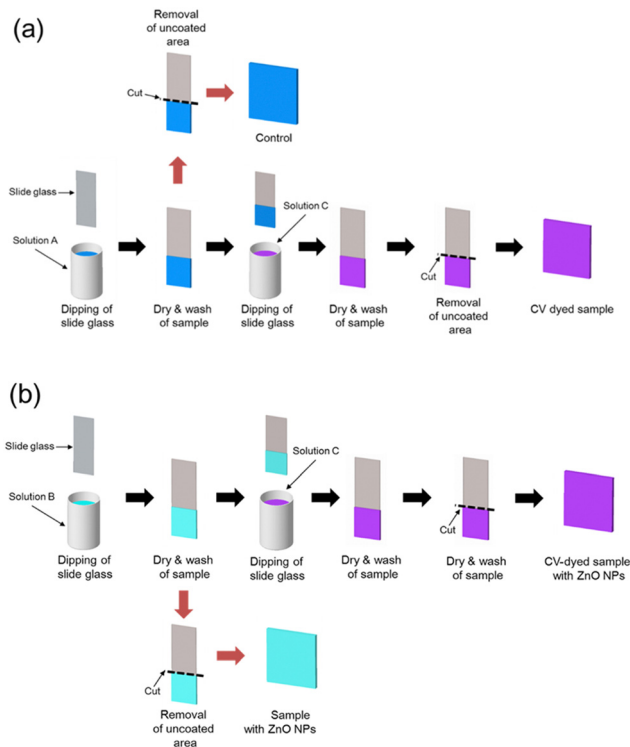 (a)
Removal
of uncoated
area
Cut
Control
Slide glass
Solution A
Solution C
Cut
Dipping of
slide glass
Dry & wash
of sample
Dipping of
slide glass
Dry & wash
of sample
Removal
of uncoated
area
CV dyed sample
(b)
Slide glass
Solution B
Solution C
Cut
Dipping of
slide glass
Dry & wash
of sample
Dipping of
slide glass
Dry & wash
of sample
Dry & wash
of sample
CV-dyed sample
with ZnO NPs
Cut
Removal
of uncoated
area
Sample
with ZnO NPs